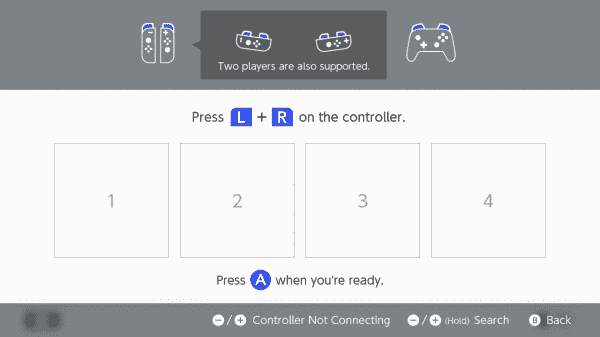 Two players are also supported.
Press L + R on the controller.
1 2 3 4
Press A when you're ready.
−/+ Controller Not Connecting −/+ (Hold) Search B Back